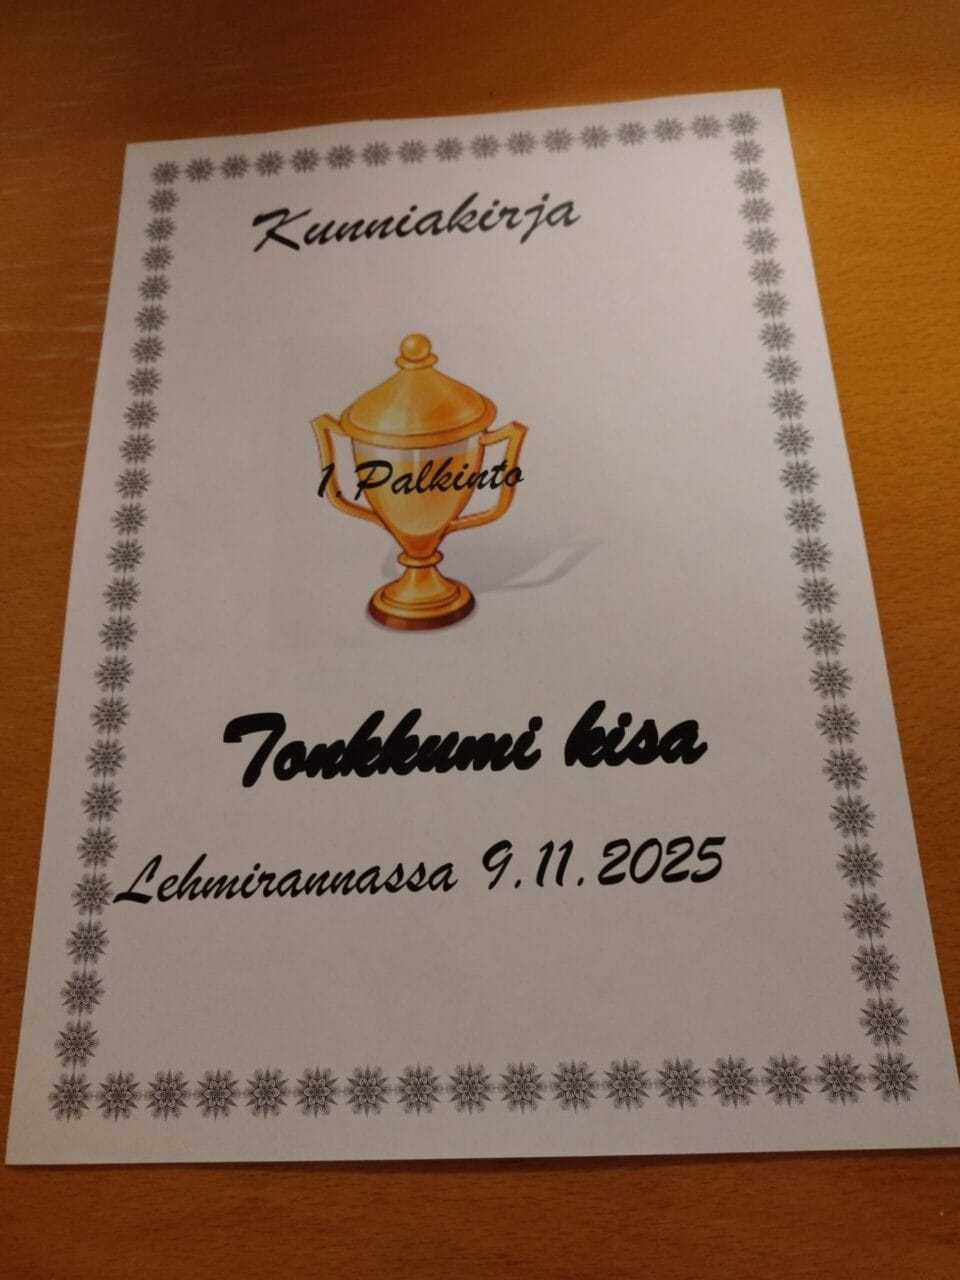 Kunniakirja
1. Palkinto
Tonkkumi kisa
Lehmirannassa 9.11.2025